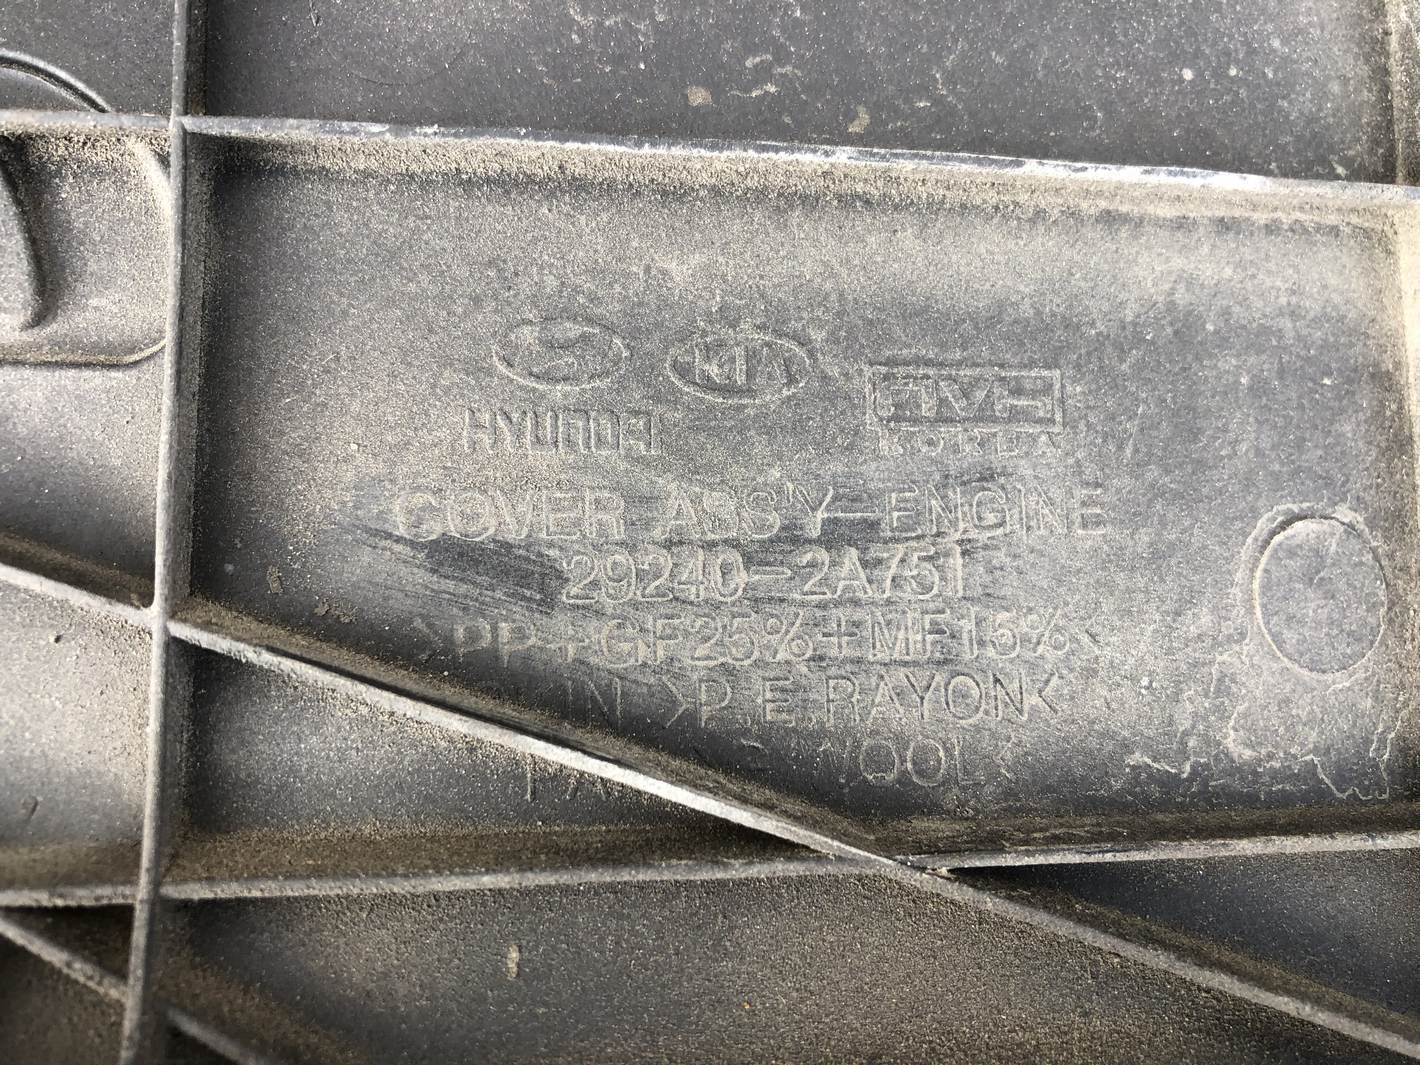 KIA
HYUNDAI
KOREA
COVER ASS'Y-ENGINE
29240-2A751
>PP+GF25%+MF15%<
>P.E.RAYON<
WOOL<